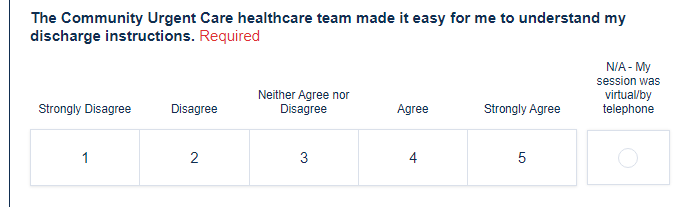 The Community Urgent Care healthcare team made it easy for me to understand my
discharge instructions. Required
N/A - My
session was
virtual/by
telephone
Strongly Disagree
Disagree
Neither Agree nor
Disagree
Agree
Strongly Agree
1 2 3 4 5